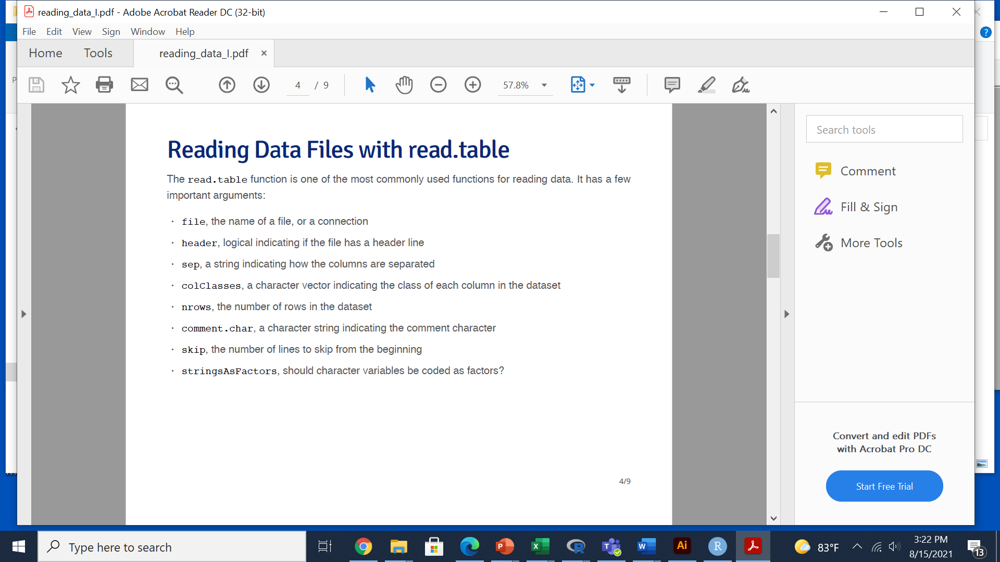 reading_data_I.pdf - Adobe Acrobat Reader DC (32-bit)
File Edit View Sign Window Help
Home Tools reading_data_I.pdf
4 / 9 57.8%
Reading Data Files with read.table
The read.table function is one of the most commonly used functions for reading data. It has a few
important arguments:
· file, the name of a file, or a connection
· header, logical indicating if the file has a header line
· sep, a string indicating how the columns are separated
· colClasses, a character vector indicating the class of each column in the dataset
· nrows, the number of rows in the dataset
· comment.char, a character string indicating the comment character
· skip, the number of lines to skip from the beginning
· stringsAsFactors, should character variables be coded as factors?
4/9
Search tools
Comment
Fill & Sign
More Tools
Convert and edit PDFs
with Acrobat Pro DC
Start Free Trial
Type here to search
P
X
R
T
W
Ai
R
83°F
3:22 PM
8/15/2021
13